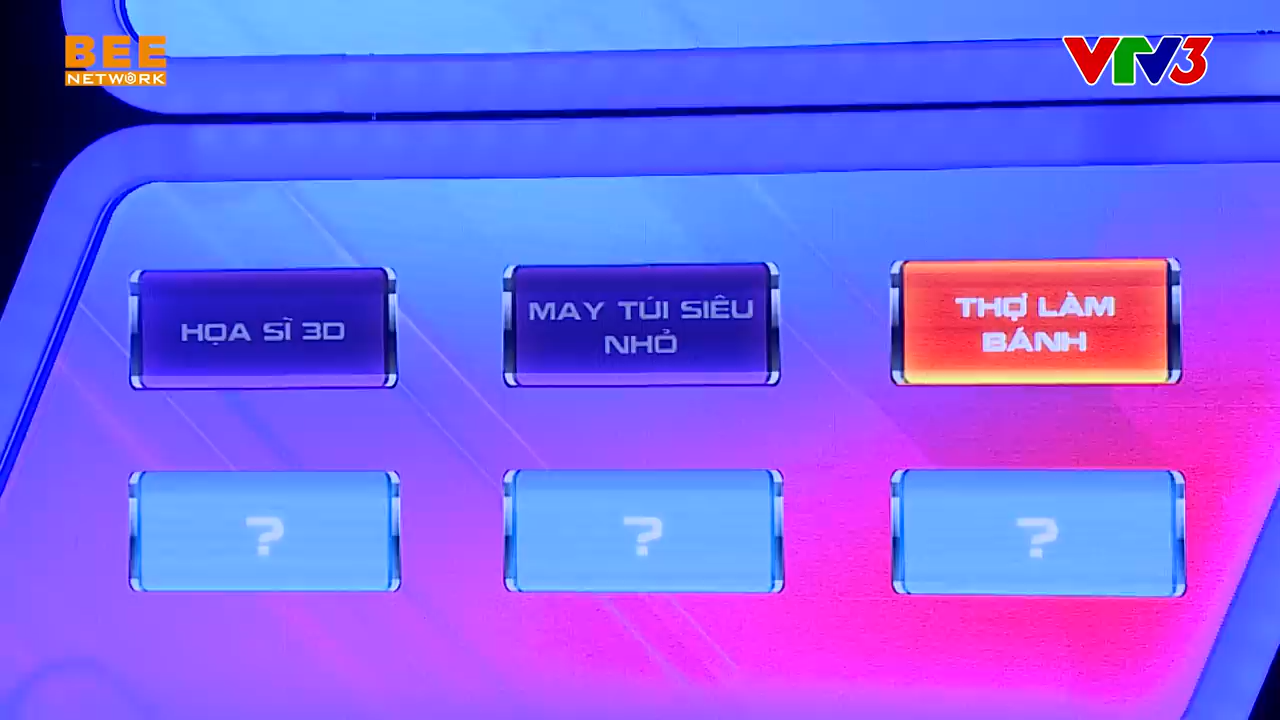 BEE
NETWORK
VTV3
HỌA SĨ 3D
MAY TÚI SIÊU
NHỎ
THỢ LÀM
BÁNH
?
?
?